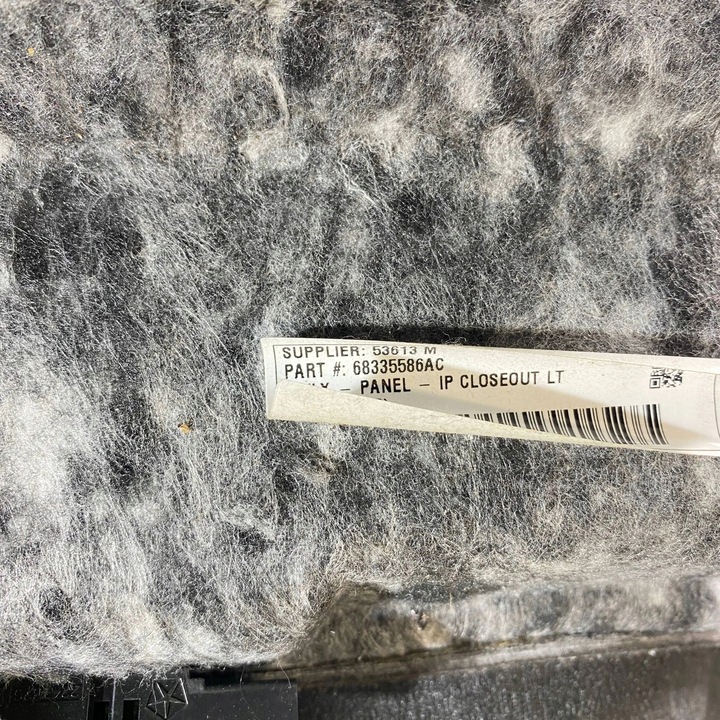 SUPPLIER: 53613 M
PART #: 68335586AC
– PANEL – IP CLOSEOUT LT